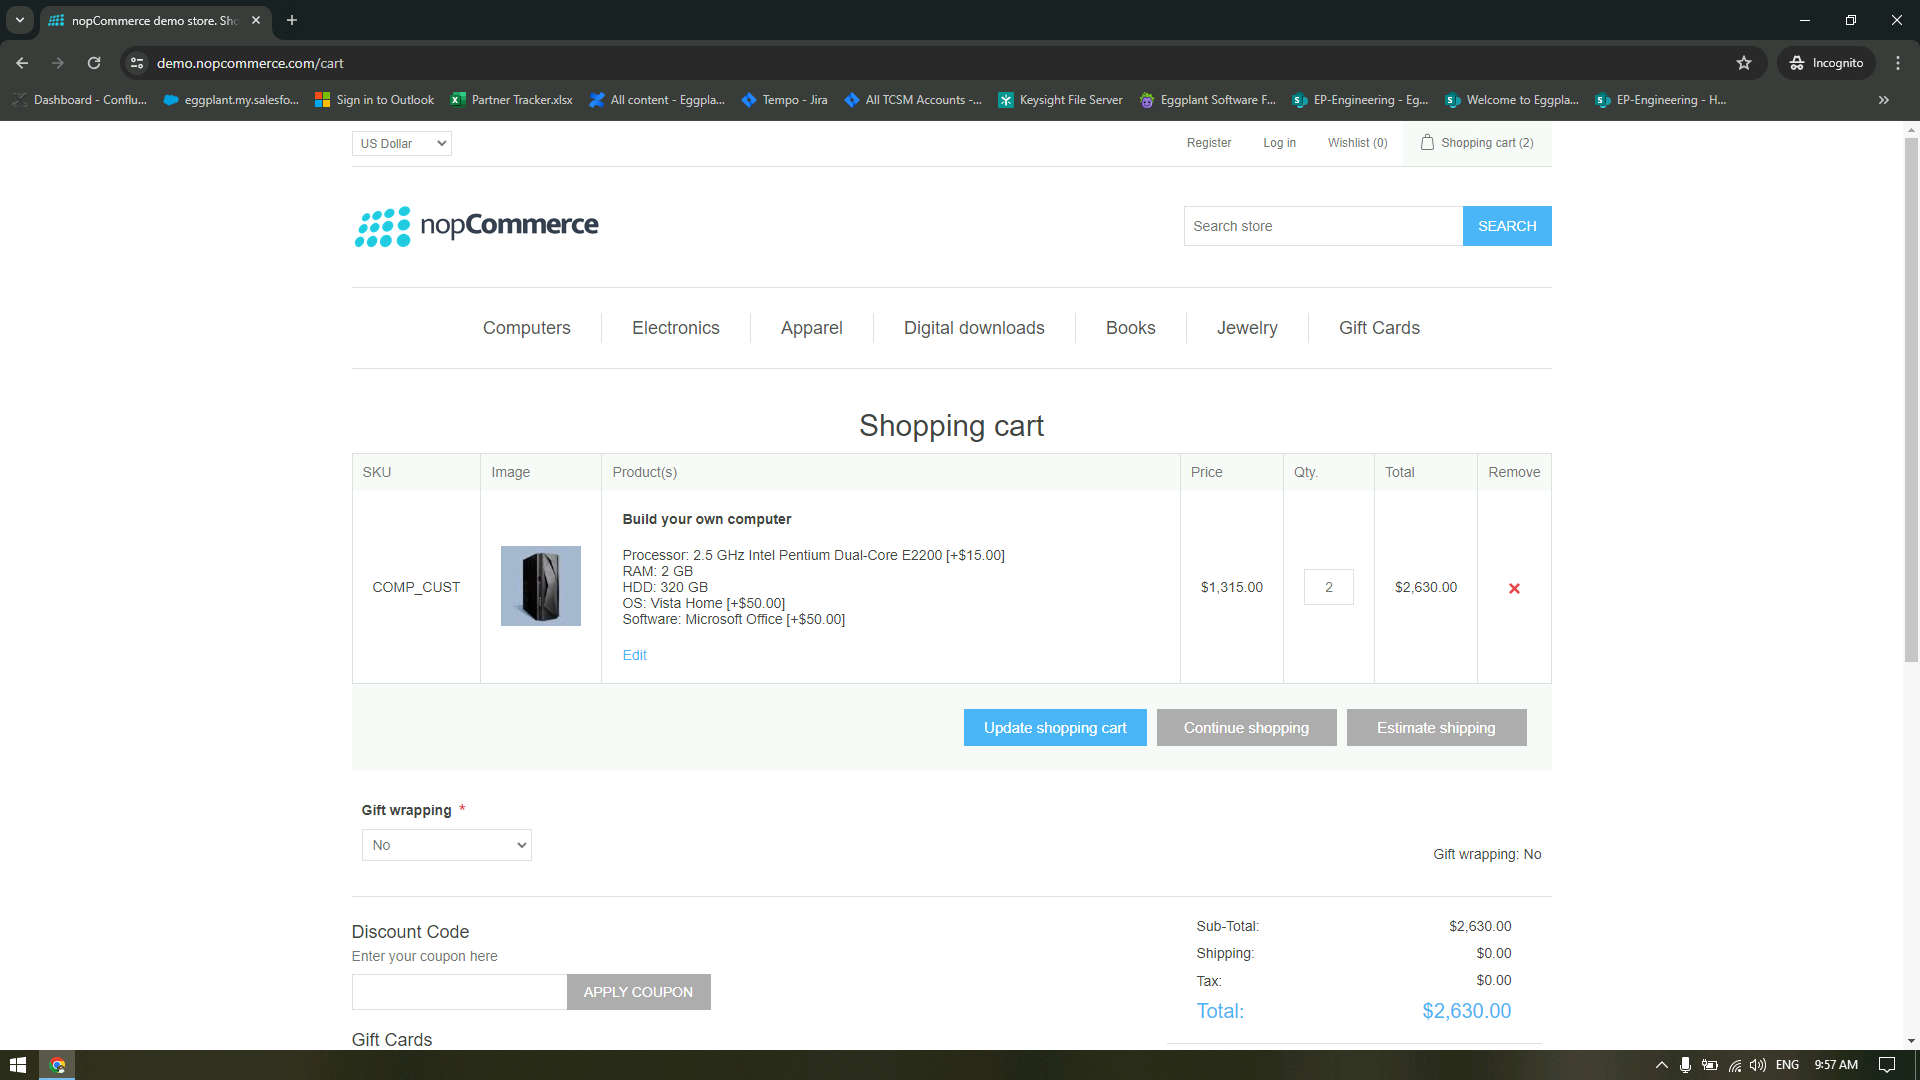 nopCommerce demo store. Sho
demo.nopcommerce.com/cart
Incognito
Dashboard - Conflu...
eggplant.my.salesfo...
Sign in to Outlook
Partner Tracker.xlsx
All content - Eggpla...
Tempo - Jira
All TCSM Accounts -...
Keysight File Server
Eggplant Software F...
EP-Engineering - Eg...
Welcome to Eggpla...
EP-Engineering - H...
US Dollar
Register
Log in
Wishlist (0)
Shopping cart (2)
nopCommerce
Search store
SEARCH
Computers
Electronics
Apparel
Digital downloads
Books
Jewelry
Gift Cards
Shopping cart
SKU
Image
Product(s)
Price
Qty.
Total
Remove
Build your own computer
Processor: 2.5 GHz Intel Pentium Dual-Core E2200 [+$15.00]
RAM: 2 GB
HDD: 320 GB
OS: Vista Home [+$50.00]
Software: Microsoft Office [+$50.00]
Edit
COMP_CUST
$1,315.00
2
$2,630.00
Update shopping cart
Continue shopping
Estimate shipping
Gift wrapping *
No
Gift wrapping: No
Discount Code
Enter your coupon here
APPLY COUPON
Gift Cards
Sub-Total: $2,630.00
Shipping: $0.00
Tax: $0.00
Total: $2,630.00
ENG
9:57 AM